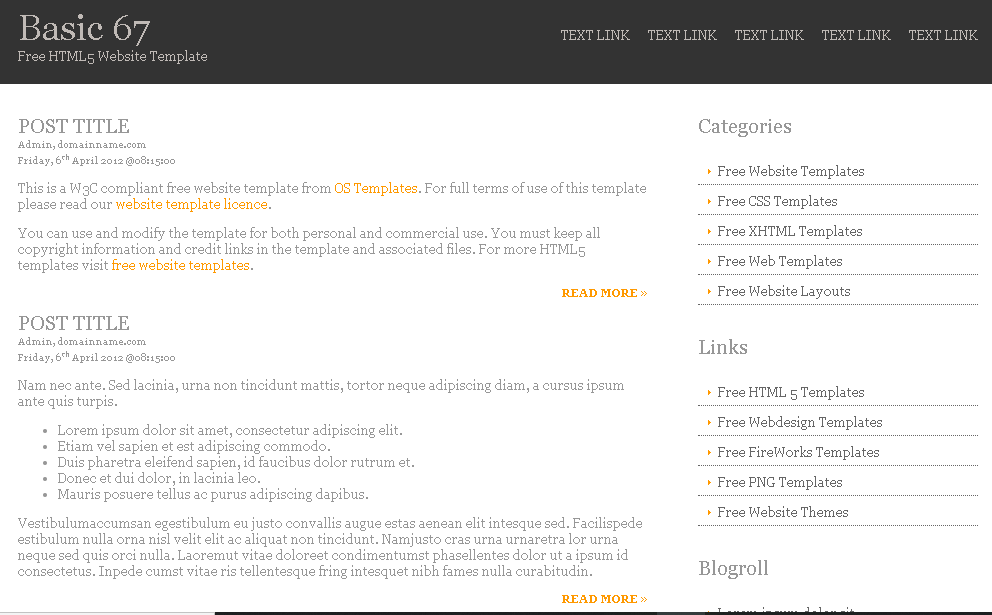 Basic 67
Free HTML5 Website Template
TEXT LINK TEXT LINK TEXT LINK TEXT LINK TEXT LINK
POST TITLE
Admin, domainname.com
Friday, 6th April 2012 @08:15:00
This is a W3C compliant free website template from OS Templates. For full terms of use of this template
please read our website template licence.
You can use and modify the template for both personal and commercial use. You must keep all
copyright information and credit links in the template and associated files. For more HTML5
templates visit free website templates.
READ MORE »
POST TITLE
Admin, domainname.com
Friday, 6th April 2012 @08:15:00
Nam nec ante. Sed lacinia, urna non tincidunt mattis, tortor neque adipiscing diam, a cursus ipsum
ante quis turpis.
• Lorem ipsum dolor sit amet, consectetur adipiscing elit.
• Etiam vel sapien et est adipiscing commodo.
• Duis pharetra eleifend sapien, id faucibus dolor rutrum et.
• Donec et dui dolor, in lacinia leo.
• Mauris posuere tellus ac purus adipiscing dapibus.
Vestibulumaccumsan egestibulum eu justo convallis augue estas aenean elit intesque sed. Facilispede
estibulum nulla orna nisl velit elit ac aliquat non tincidunt. Namjusto cras urna urnaretra lor urna
neque sed quis orci nulla. Laoremut vitae doloreet condimentumst phasellentes dolor ut a ipsum id
consectetus. Inpede cumst vitae ris tellentesque fring intesquet nibh fames nulla curabitudin.
READ MORE »
Categories
Free Website Templates
Free CSS Templates
Free XHTML Templates
Free Web Templates
Free Website Layouts
Links
Free HTML 5 Templates
Free Webdesign Templates
Free FireWorks Templates
Free PNG Templates
Free Website Themes
Blogroll
Lorem ipsum dolor sit